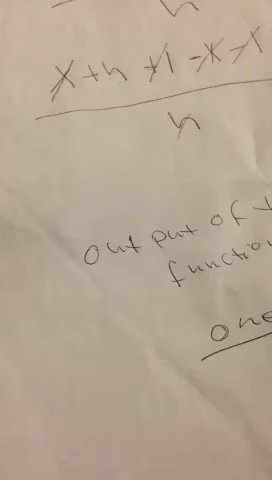 h
x + h + 1 - x - 1
h
output of t
functio
one